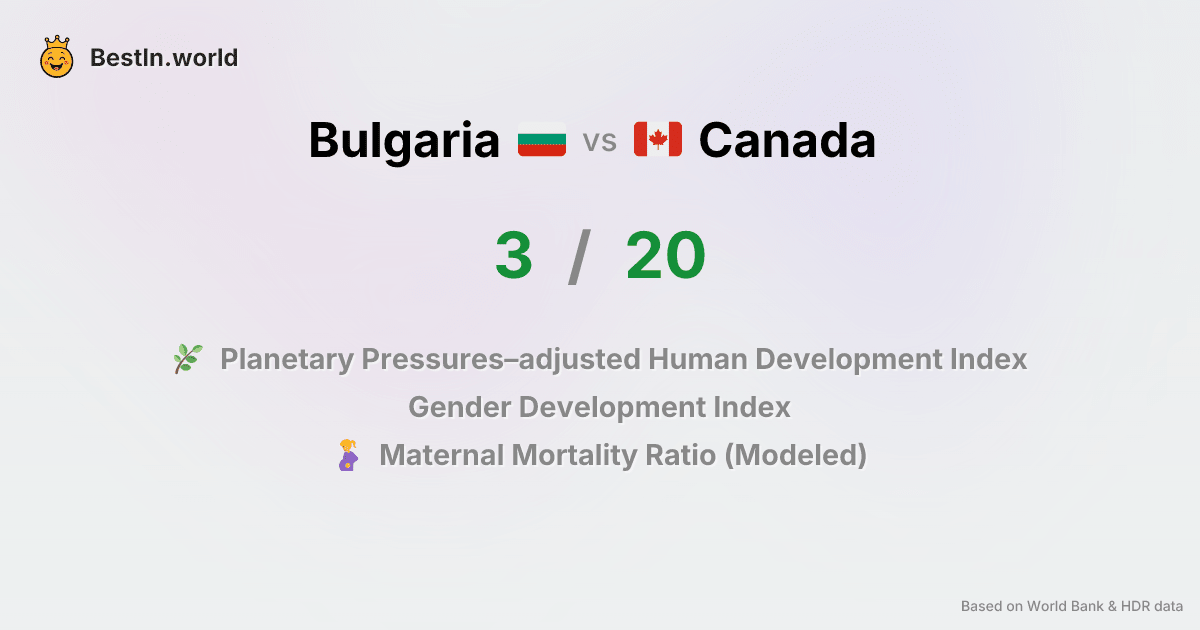 BestIn.world
Bulgaria vs Canada
3 / 20
Planetary Pressures–adjusted Human Development Index
Gender Development Index
Maternal Mortality Ratio (Modeled)
Based on World Bank & HDR data